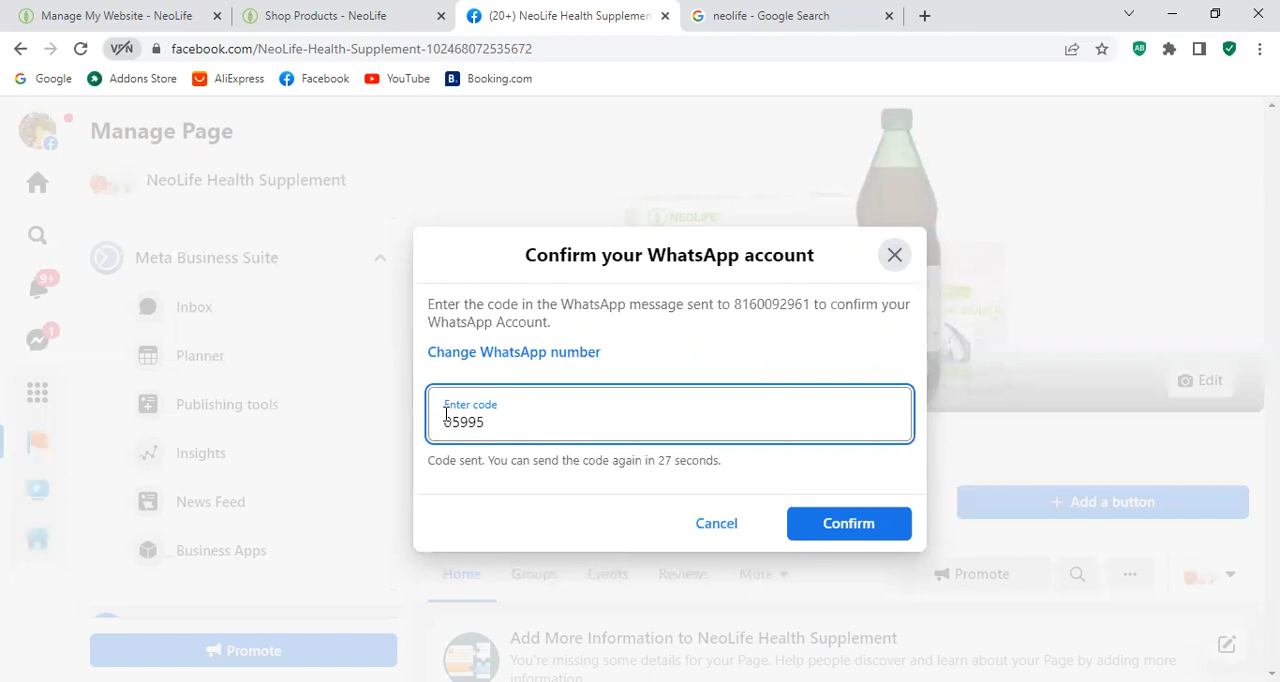 Manage My Website - NeoLife
Shop Products - NeoLife
(20+) NeoLife Health Supplemen
neolife - Google Search
VPN
facebook.com/NeoLife-Health-Supplement-102468072535672
AB
Google
Addons Store
AliExpress
Facebook
YouTube
B.
Booking.com
Manage Page
NeoLife Health Supplement
Meta Business Suite
Inbox
9+
1
Planner
Publishing tools
Insights
News Feed
Business Apps
Promote
NEOLIFE
Confirm your WhatsApp account
Enter the code in the WhatsApp message sent to 8160092961 to confirm your
WhatsApp Account.
Change WhatsApp number
Enter code
Code sent. You can send the code again in 27 seconds.
Cancel
Confirm
Edit
+ Add a button
Home
Groups
Events
Reviews
More
Promote
Add More Information to NeoLife Health Supplement
You're missing some details for your Page. Help people discover and learn about your Page by adding more
information.